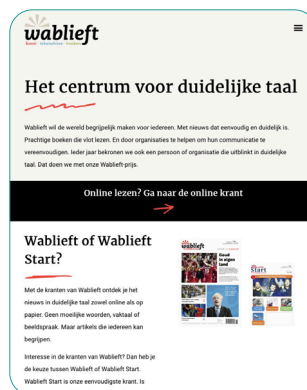 wablieft
krant • tekstadvies • boeken
Het centrum voor duidelijke taal
Wablieft wil de wereld begrijpelijk maken voor iedereen. Met nieuws dat eenvoudig en duidelijk is.
Prachtige boeken die vlot lezen. En door organisaties te helpen om hun communicatie te
vereenvoudigen. Ieder jaar bekronen we ook een persoon of organisatie die uitblinkt in duidelijke
taal. Dat doen we met onze Wablieft-prijs.
Online lezen? Ga naar de online krant
Wablieft of Wablieft
Start?
Met de kranten van Wablieft ontdek je het
nieuws in duidelijke taal zowel online als op
papier. Geen moeilijke woorden, vaktaal of
beeldspraak. Maar artikels die iedereen kan
begrijpen.
Interesse in de kranten van Wablieft? Dan heb je
de keuze tussen Wablieft of Wablieft Start.
Wablieft Start is onze eenvoudigste krant. Is
wablieft
Goud
in eigen
land
Start